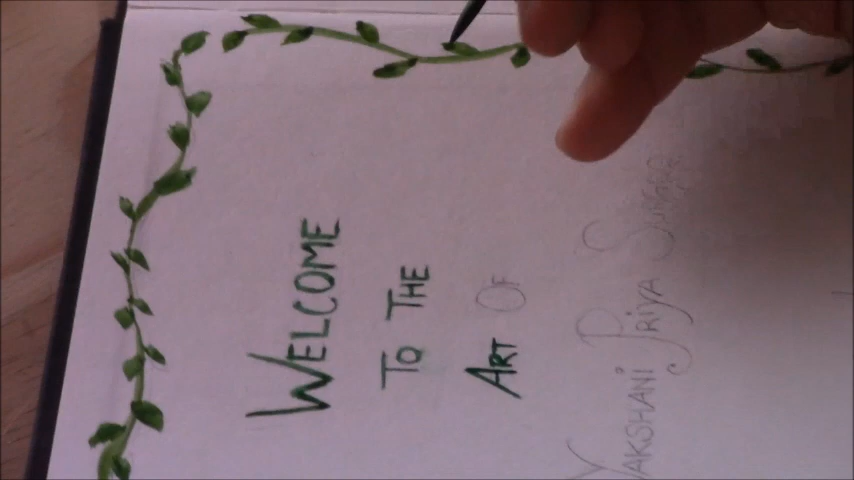 WELCOME
TO THE
ART OF
YAKSHANI PRIYA